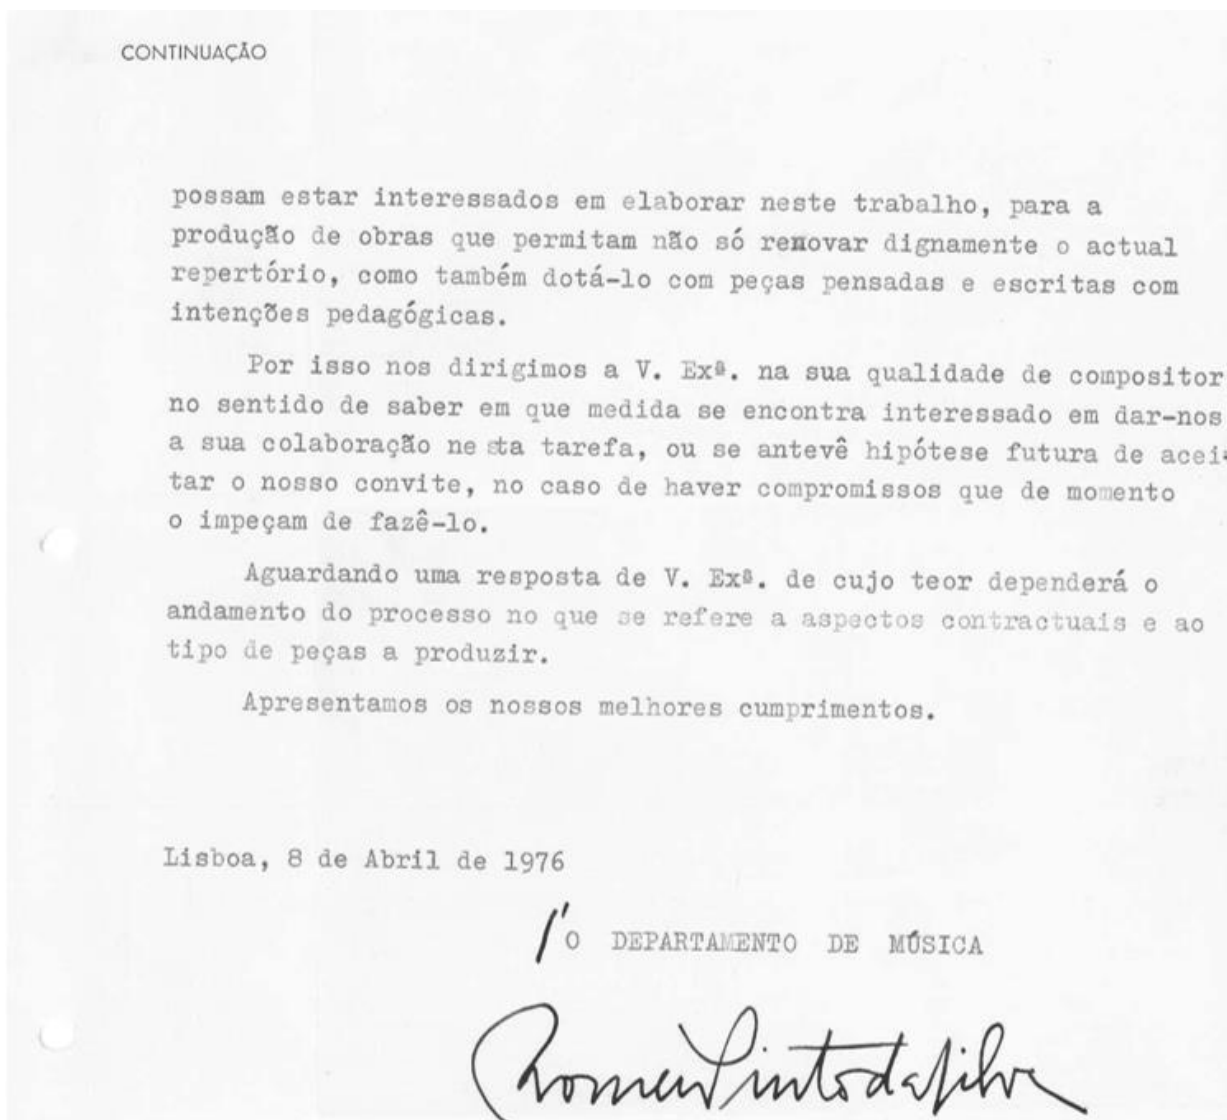 CONTINUAÇÃO
possam estar interessados em elaborar neste trabalho, para a
produção de obras que permitam não só renovar dignamente o actual
repertório, como também dotá-lo com peças pensadas e escritas com
intenções pedagógicas.
Por isso nos dirigimos a V. Exª. na sua qualidade de compositor
no sentido de saber em que medida se encontra interessado em dar-nos
a sua colaboração nesta tarefa, ou se antevê hipótese futura de acei-
tar o nosso convite, no caso de haver compromissos que de momento
o impeçam de fazê-lo.
Aguardando uma resposta de V. Exª. de cujo teor dependerá o
andamento do processo no que se refere a aspectos contractuais e ao
tipo de peças a produzir.
Apresentamos os nossos melhores cumprimentos.
Lisboa, 8 de Abril de 1976
O DEPARTAMENTO DE MÚSICA
Romeu Pinto da Silva